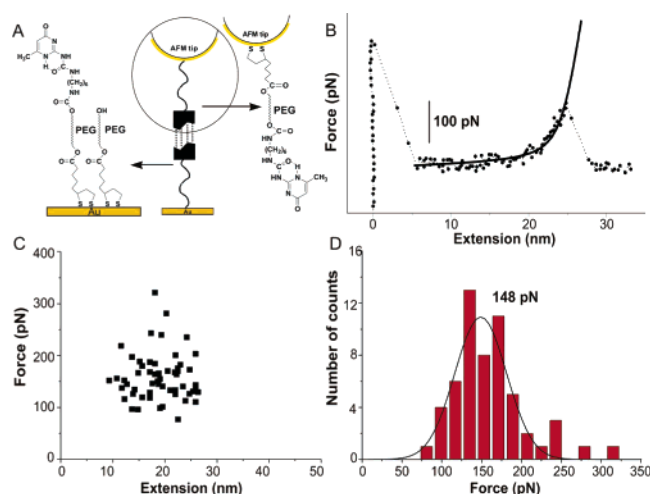 A
O
N
N
H
H₃C
N
NH
O
NH
(CH₂)₆
NH
O
O
OH
PEG PEG
O
O
O
O
S S S S
Au
AFM tip
Au
AFM tip
S S
O
O
PEG
O
O
HN
(CH₂)₆
HN
O
HN
H
N
N
CH₃
N
O
B
Force (pN)
100 pN
0 10 20 30
Extension (nm)
C
Force (pN)
400
300
200
100
0
0 10 20 30 40 50
Extension (nm)
D
Number of counts
16
12
8
4
0
148 pN
0 50 100 150 200 250 300 350
Force (pN)